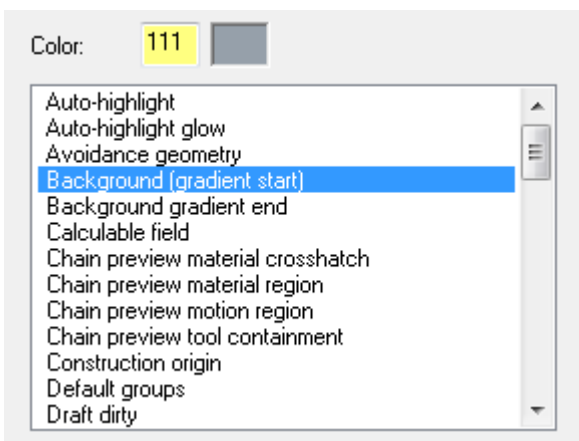 Color: 111
Auto-highlight
Auto-highlight glow
Avoidance geometry
Background (gradient start)
Background gradient end
Calculable field
Chain preview material crosshatch
Chain preview material region
Chain preview motion region
Chain preview tool containment
Construction origin
Default groups
Draft dirty